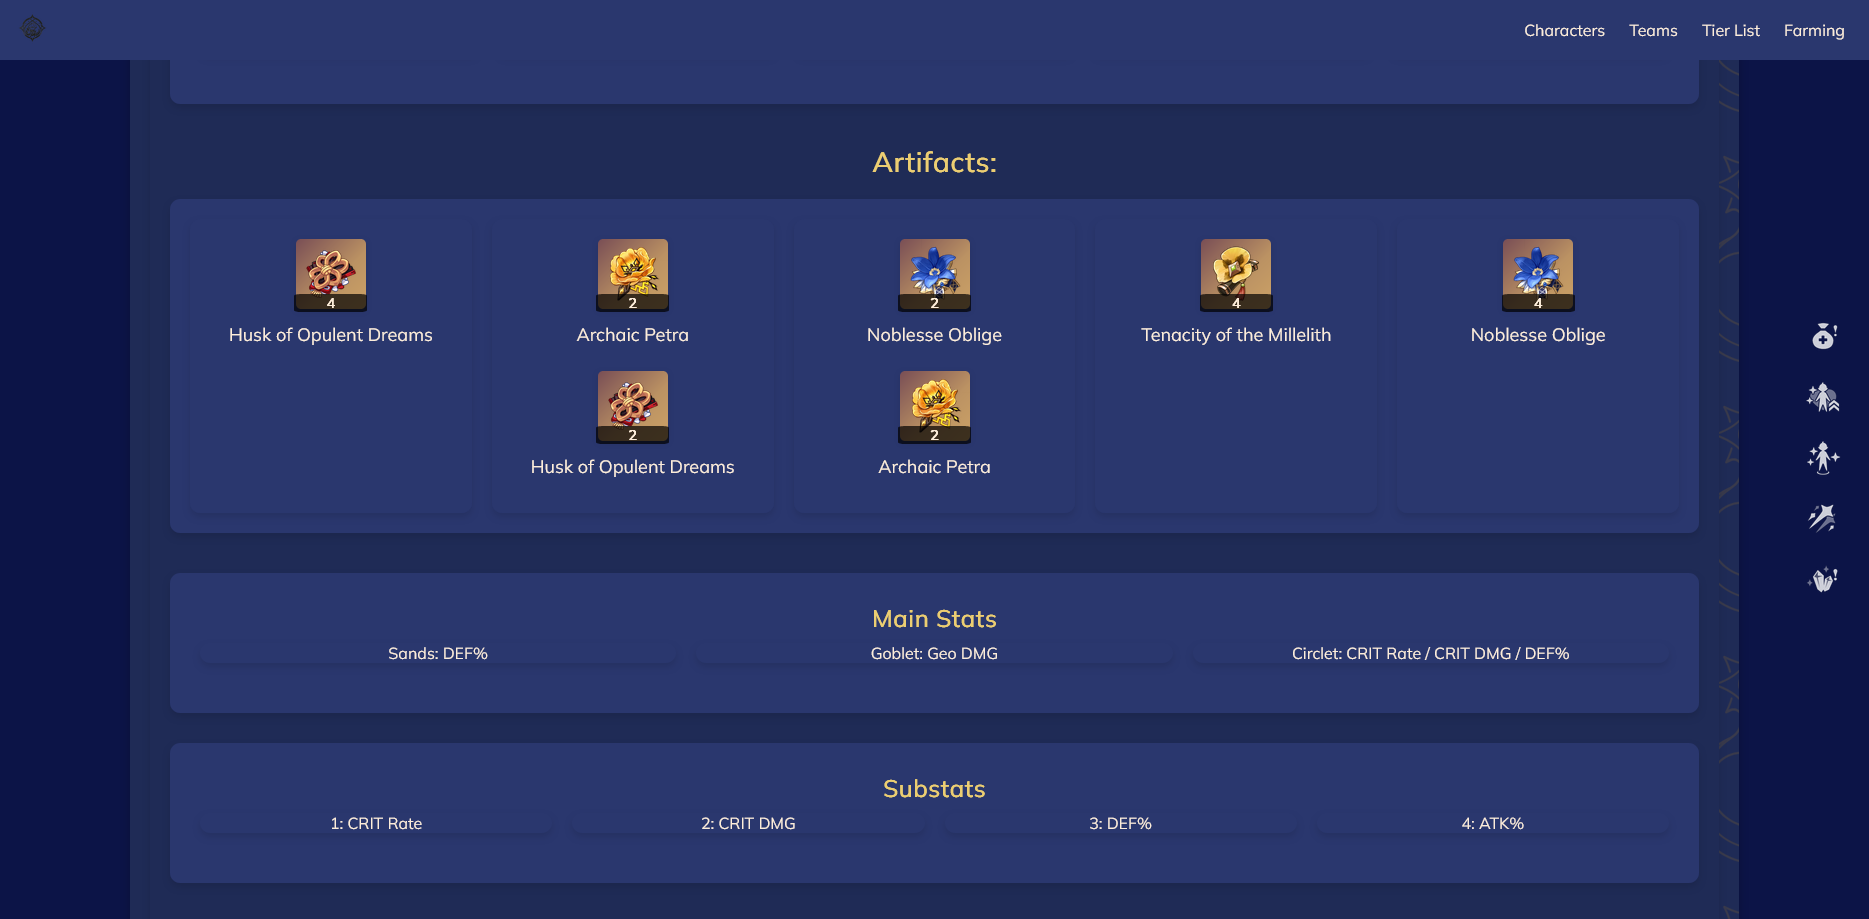 Characters Teams Tier List Farming
Artifacts:
4
Husk of Opulent Dreams
2
Archaic Petra
2
Husk of Opulent Dreams
2
Noblesse Oblige
2
Archaic Petra
4
Tenacity of the Millelith
4
Noblesse Oblige
Main Stats
Sands: DEF%
Goblet: Geo DMG
Circlet: CRIT Rate / CRIT DMG / DEF%
Substats
1: CRIT Rate
2: CRIT DMG
3: DEF%
4: ATK%